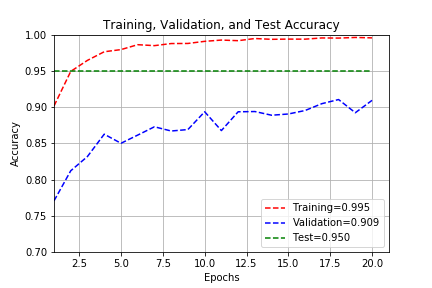 Training, Validation, and Test Accuracy
1.00
0.95
0.90
0.85
0.80
0.75
0.70
Accuracy
Training=0.995
Validation=0.909
Test=0.950
2.5 5.0 7.5 10.0 12.5 15.0 17.5 20.0
Epochs